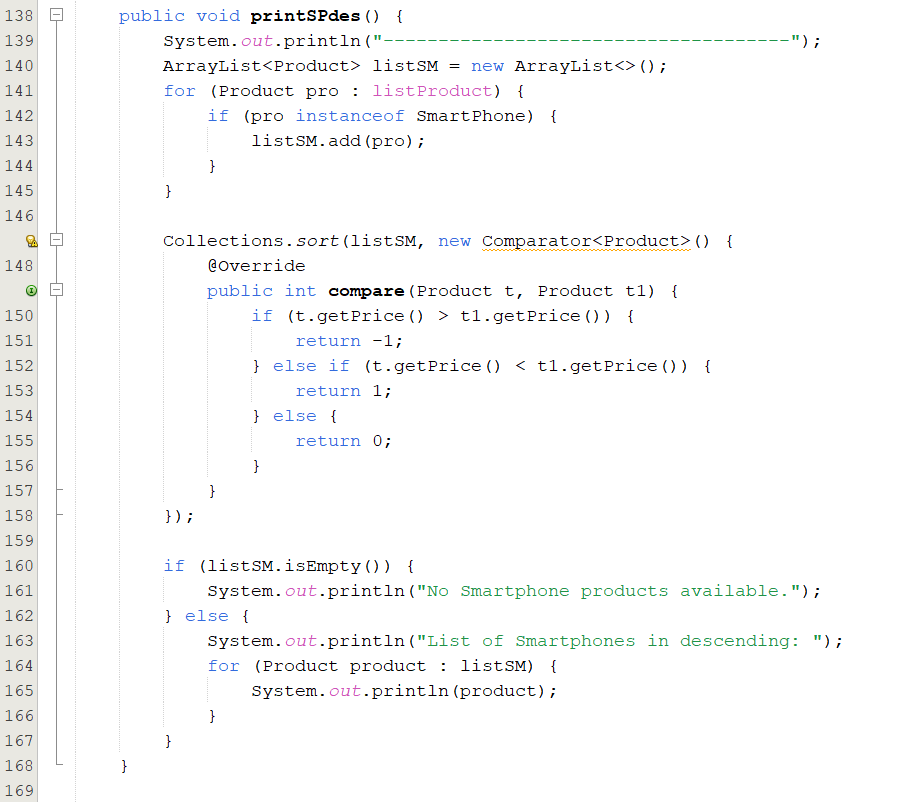 138 public void printSPdes() {
139 System.out.println("-------------------------------------");
140 ArrayList<Product> listSM = new ArrayList<>();
141 for (Product pro : listProduct) {
142 if (pro instanceof SmartPhone) {
143 listSM.add(pro);
144 }
145 }
146
Collections.sort(listSM, new Comparator<Product>() {
148 @Override
public int compare(Product t, Product t1) {
150 if (t.getPrice() > t1.getPrice()) {
151 return -1;
152 } else if (t.getPrice() < t1.getPrice()) {
153 return 1;
154 } else {
155 return 0;
156 }
157 }
158 });
159
160 if (listSM.isEmpty()) {
161 System.out.println("No Smartphone products available.");
162 } else {
163 System.out.println("List of Smartphones in descending: ");
164 for (Product product : listSM) {
165 System.out.println(product);
166 }
167 }
168 }
169